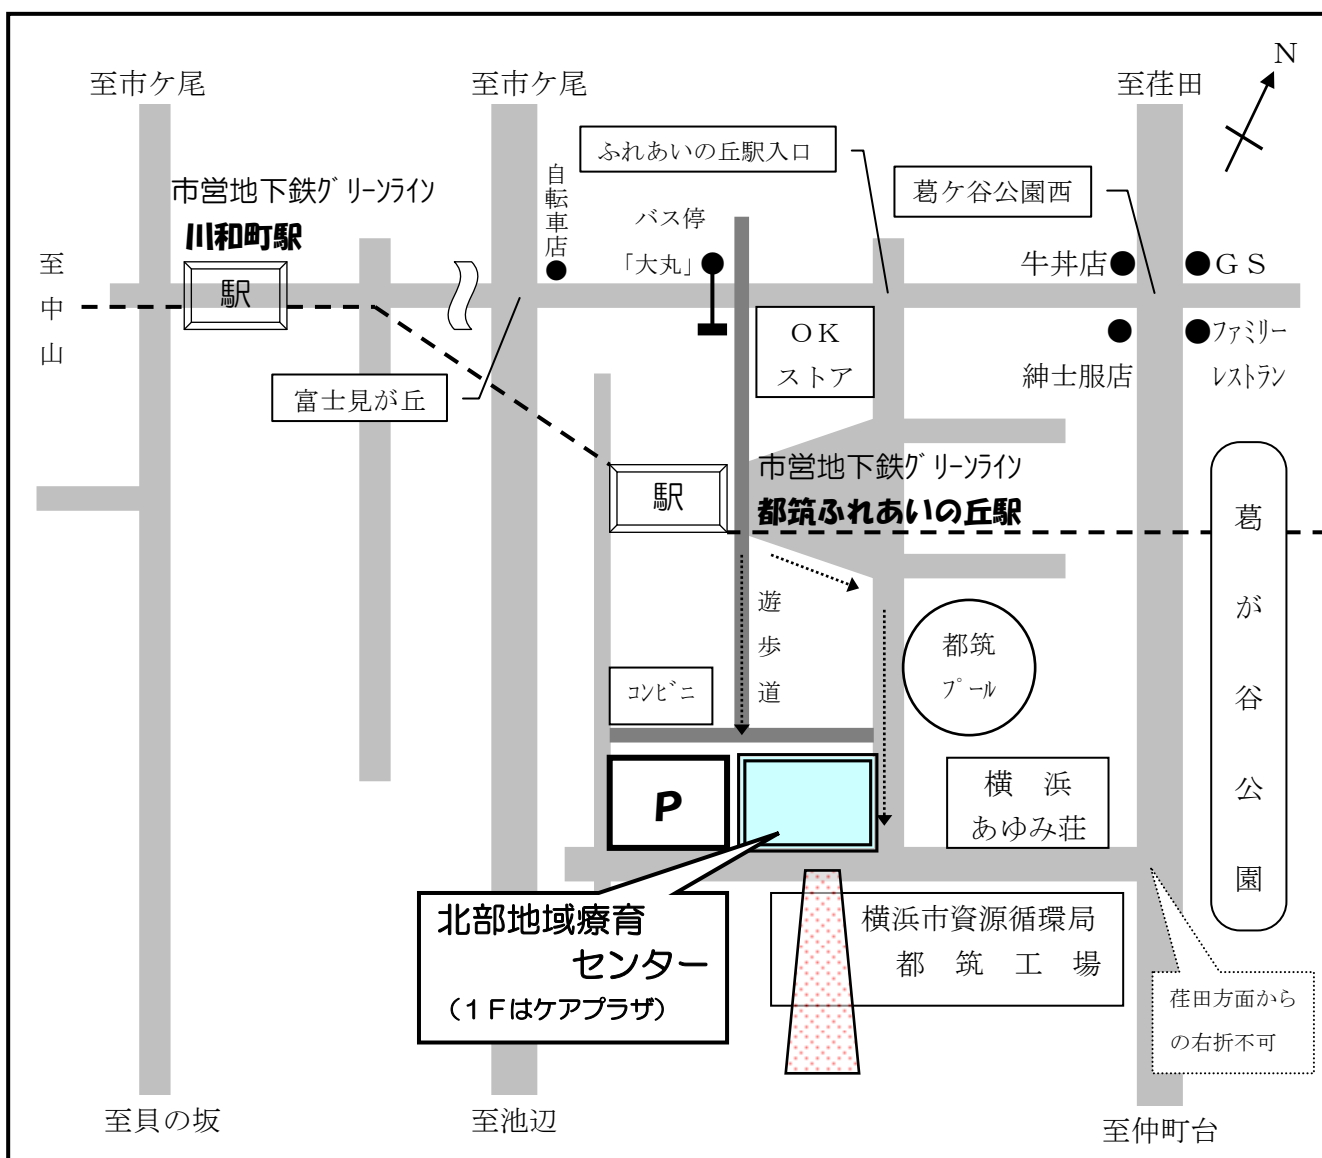 N
至市ケ尾
至市ケ尾
至荏田
ふれあいの丘駅入口
葛ケ谷公園西
自転車店
市営地下鉄グリーンライン
川和町駅
バス停
「大丸」
牛丼店
GS
至中山
駅
OK
ストア
紳士服店
ファミリー
レストラン
富士見が丘
市営地下鉄グリーンライン
都筑ふれあいの丘駅
駅
葛が谷公園
遊歩道
都筑
プール
コンビニ
P
横 浜
あゆみ荘
北部地域療育
センター
(1Fはケアプラザ)
横浜市資源循環局
都 筑 工 場
荏田方面から
の右折不可
至貝の坂
至池辺
至仲町台